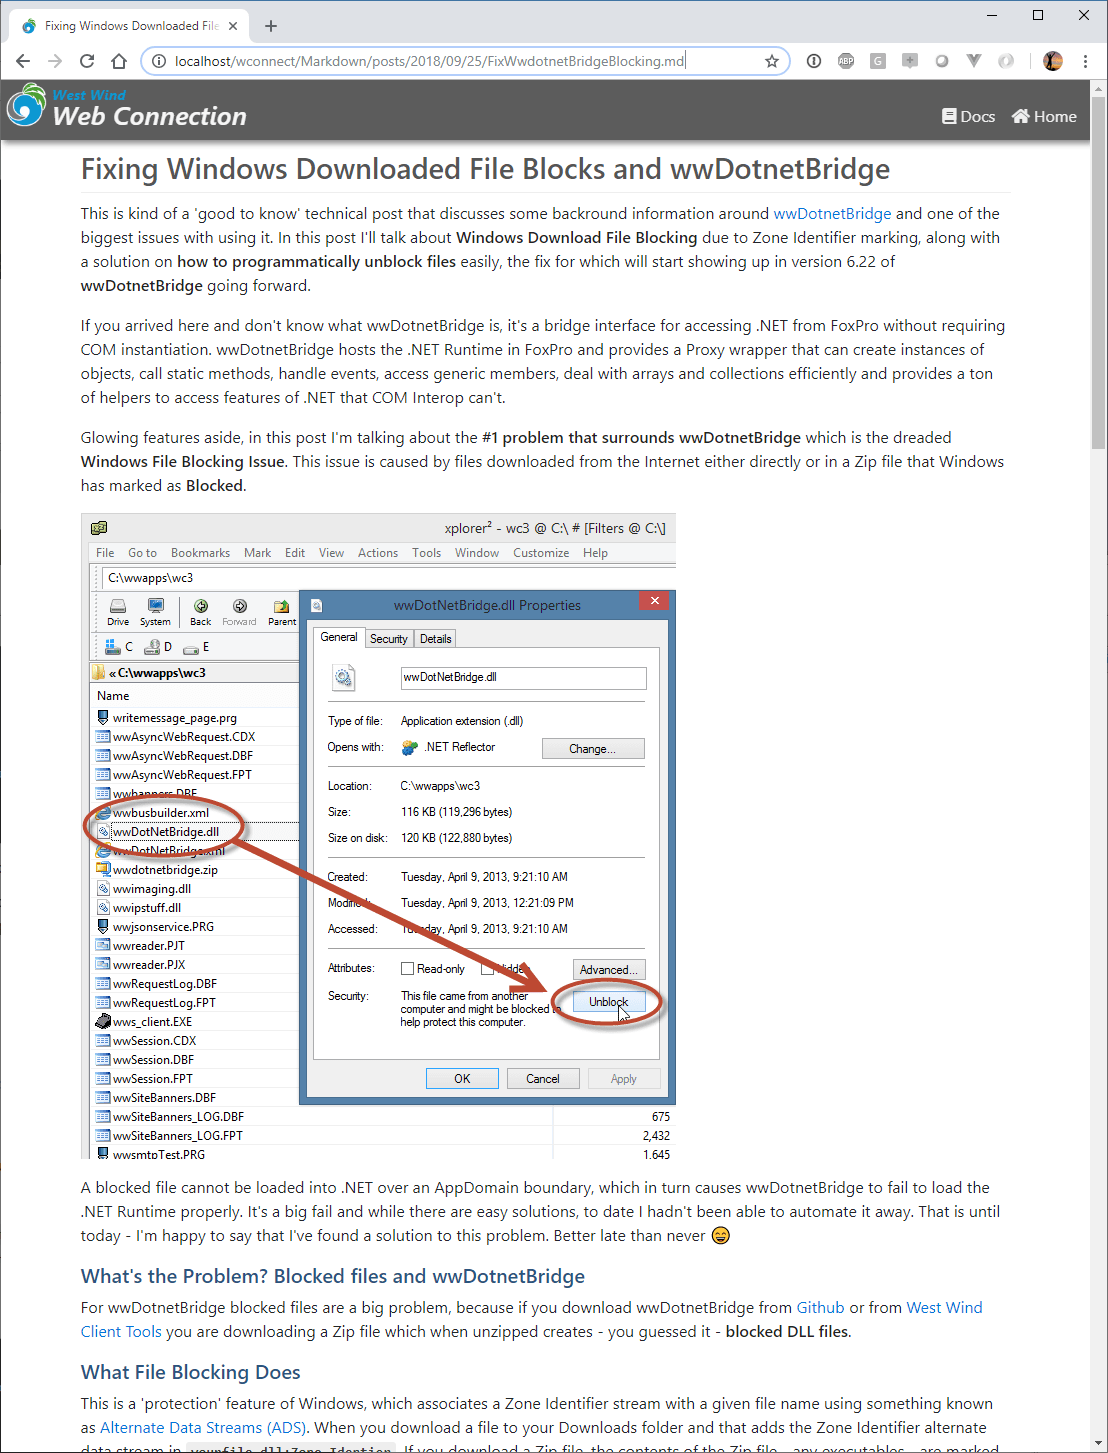 Fixing Windows Downloaded File
localhost/wconnect/Markdown/posts/2018/09/25/FixWwdotnetBridgeBlocking.md
ABP
West Wind
Web Connection
Docs
Home
Fixing Windows Downloaded File Blocks and wwDotnetBridge
This is kind of a 'good to know' technical post that discusses some backround information around wwDotnetBridge and one of the
biggest issues with using it. In this post I'll talk about Windows Download File Blocking due to Zone Identifier marking, along with
a solution on how to programmatically unblock files easily, the fix for which will start showing up in version 6.22 of
wwDotnetBridge going forward.
If you arrived here and don't know what wwDotnetBridge is, it's a bridge interface for accessing .NET from FoxPro without requiring
COM instantiation. wwDotnetBridge hosts the .NET Runtime in FoxPro and provides a Proxy wrapper that can create instances of
objects, call static methods, handle events, access generic members, deal with arrays and collections efficiently and provides a ton
of helpers to access features of .NET that COM Interop can't.
Glowing features aside, in this post I'm talking about the #1 problem that surrounds wwDotnetBridge which is the dreaded
Windows File Blocking Issue. This issue is caused by files downloaded from the Internet either directly or in a Zip file that Windows
has marked as Blocked.
xplorer² - wc3 @ C:\ # [Filters @ C:\]
File Go to Bookmarks Mark Edit View Actions Tools Window Customize Help
C:\wwapps\wc3
Drive System Back Forward Parent
C D E
« C:\wwapps\wc3
Name
writemessage_page.prg
wwAsyncWebRequest.CDX
wwAsyncWebRequest.DBF
wwAsyncWebRequest.FPT
wwbanners.DBF
wwbusbuilder.xml
wwDotNetBridge.dll
wwDotNetBridge.xml
wwdotnetbridge.zip
wwimaging.dll
wwipstuff.dll
wwjsonservice.PRG
wwreader.PJT
wwreader.PJX
wwRequestLog.DBF
wwRequestLog.FPT
wws_client.EXE
wwSession.CDX
wwSession.DBF
wwSession.FPT
wwSiteBanners.DBF
wwSiteBanners_LOG.DBF 675
wwSiteBanners_LOG.FPT 2,432
wwsmtpTest.PRG 1,645
wwDotNetBridge.dll Properties
General Security Details
wwDotNetBridge.dll
Type of file: Application extension (.dll)
Opens with: .NET Reflector Change...
Location: C:\wwapps\wc3
Size: 116 KB (119,296 bytes)
Size on disk: 120 KB (122,880 bytes)
Created: Tuesday, April 9, 2013, 9:21:10 AM
Modified: Tuesday, April 9, 2013, 12:21:09 PM
Accessed: Tuesday, April 9, 2013, 9:21:10 AM
Attributes: Read-only Hidden Advanced...
Security: This file came from another
computer and might be blocked to
help protect this computer.
Unblock
OK Cancel Apply
A blocked file cannot be loaded into .NET over an AppDomain boundary, which in turn causes wwDotnetBridge to fail to load the
.NET Runtime properly. It's a big fail and while there are easy solutions, to date I hadn't been able to automate it away. That is until
today - I'm happy to say that I've found a solution to this problem. Better late than never 😄
What's the Problem? Blocked files and wwDotnetBridge
For wwDotnetBridge blocked files are a big problem, because if you download wwDotnetBridge from Github or from West Wind
Client Tools you are downloading a Zip file which when unzipped creates - you guessed it - blocked DLL files.
What File Blocking Does
This is a 'protection' feature of Windows, which associates a Zone Identifier stream with a given file name using something known
as Alternate Data Streams (ADS). When you download a file to your Downloads folder and that adds the Zone Identifier alternate
data stream in yourfile.dll:Zone.Identier. If you download a Zip file, the contents of the Zip file - any executables - are marked